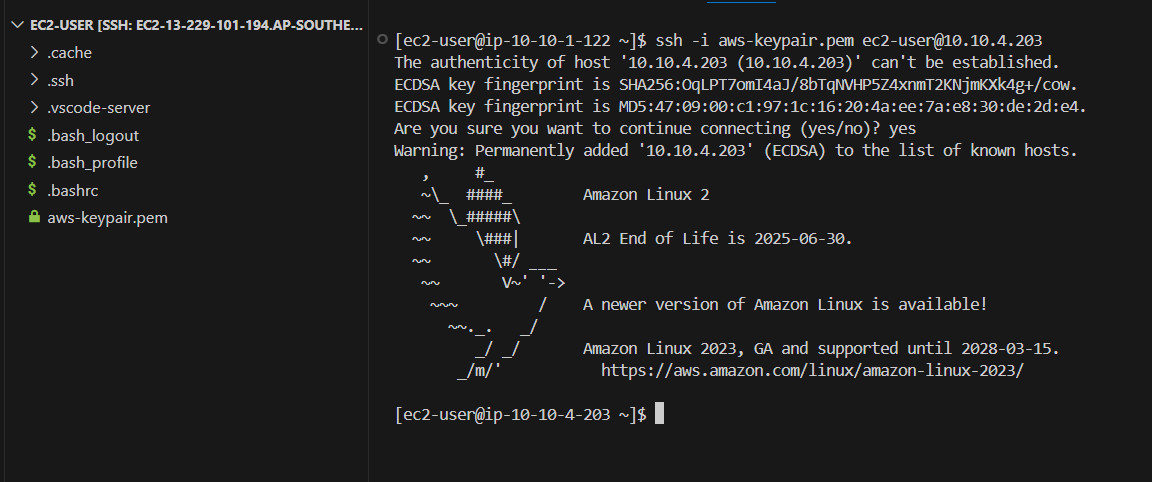 EC2-USER [SSH: EC2-13-229-101-194.AP-SOUTHE...
.cache
.ssh
.vscode-server
$ .bash_logout
$ .bash_profile
$ .bashrc
aws-keypair.pem
[ec2-user@ip-10-10-1-122 ~]$ ssh -i aws-keypair.pem ec2-user@10.10.4.203
The authenticity of host '10.10.4.203 (10.10.4.203)' can't be established.
ECDSA key fingerprint is SHA256:OqLPT7omI4aJ/8bTqNVHP5Z4xnmT2KNjmKXk4g+/cow.
ECDSA key fingerprint is MD5:47:09:00:c1:97:1c:16:20:4a:ee:7a:e8:30:de:2d:e4.
Are you sure you want to continue connecting (yes/no)? yes
Warning: Permanently added '10.10.4.203' (ECDSA) to the list of known hosts.
   ,     #_
   ~\_  ####_        Amazon Linux 2
  ~~  \_#####\
  ~~     \###|       AL2 End of Life is 2025-06-30.
  ~~       \#/ ___
   ~~       V~' '->
    ~~~         /    A newer version of Amazon Linux is available!
      ~~._.   _/
         _/ _/       Amazon Linux 2023, GA and supported until 2028-03-15.
       _/m/'           https://aws.amazon.com/linux/amazon-linux-2023/
[ec2-user@ip-10-10-4-203 ~]$